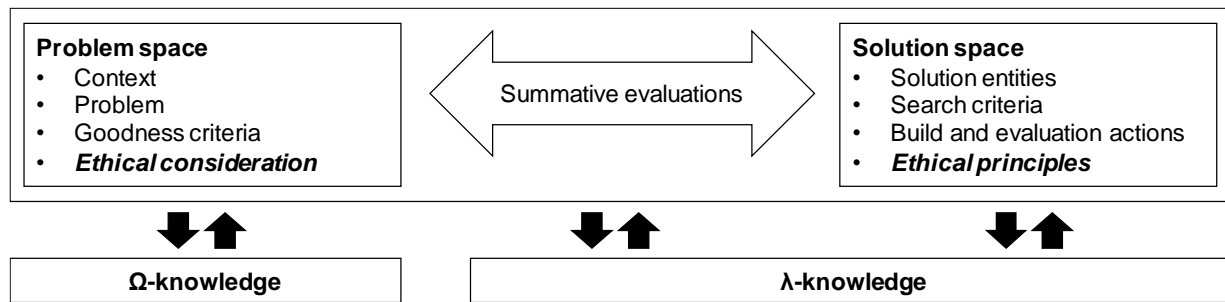 Problem space
• Context
• Problem
• Goodness criteria
• Ethical consideration
Summative evaluations
Solution space
• Solution entities
• Search criteria
• Build and evaluation actions
• Ethical principles
Ω-knowledge
λ-knowledge